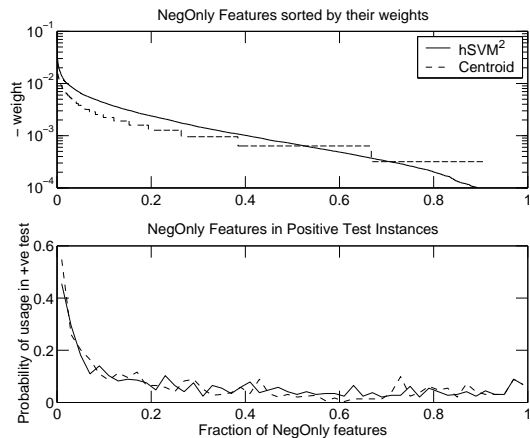 NegOnly Features sorted by their weights
10^-1
10^-2
10^-3
10^-4
− weight
hSVM^2
Centroid
0 0.2 0.4 0.6 0.8 1
NegOnly Features in Positive Test Instances
0.6
0.4
0.2
0
Probability of usage in +ve test
0 0.2 0.4 0.6 0.8 1
Fraction of NegOnly features